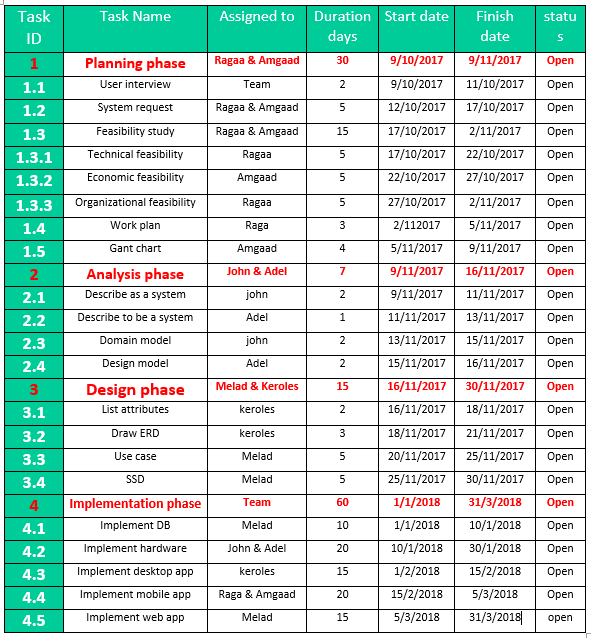 Task ID Task Name Assigned to Duration days Start date Finish date status
1 Planning phase Ragaa & Amgaad 30 9/10/2017 9/11/2017 Open
1.1 User interview Team 2 9/10/2017 11/10/2017 Open
1.2 System request Ragaa & Amgaad 5 12/10/2017 17/10/2017 Open
1.3 Feasibility study Ragaa & Amgaad 15 17/10/2017 2/11/2017 Open
1.3.1 Technical feasibility Ragaa 5 17/10/2017 22/10/2017 Open
1.3.2 Economic feasibility Amgaad 5 22/10/2017 27/10/2017 Open
1.3.3 Organizational feasibility Ragaa 5 27/10/2017 2/11/2017 Open
1.4 Work plan Raga 3 2/112017 5/11/2017 Open
1.5 Gant chart Amgaad 4 5/11/2017 9/11/2017 Open
2 Analysis phase John & Adel 7 9/11/2017 16/11/2017 Open
2.1 Describe as a system john 2 9/11/2017 11/11/2017 Open
2.2 Describe to be a system Adel 1 11/11/2017 13/11/2017 Open
2.3 Domain model john 2 13/11/2017 15/11/2017 Open
2.4 Design model Adel 2 15/11/2017 16/11/2017 Open
3 Design phase Melad & Keroles 15 16/11/2017 30/11/2017 Open
3.1 List attributes keroles 2 16/11/2017 18/11/2017 Open
3.2 Draw ERD keroles 3 18/11/2017 21/11/2017 Open
3.3 Use case Melad 5 20/11/2017 25/11/2017 Open
3.4 SSD Melad 5 25/11/2017 30/11/2017 Open
4 Implementation phase Team 60 1/1/2018 31/3/2018 Open
4.1 Implement DB Melad 10 1/1/2018 10/1/2018 Open
4.2 Implement hardware John & Adel 20 10/1/2018 30/1/2018 Open
4.3 Implement desktop app keroles 15 1/2/2018 15/2/2018 Open
4.4 Implement mobile app Raga & Amgaad 20 15/2/2018 5/3/2018 Open
4.5 Implement web app Melad 15 5/3/2018 31/3/2018 open